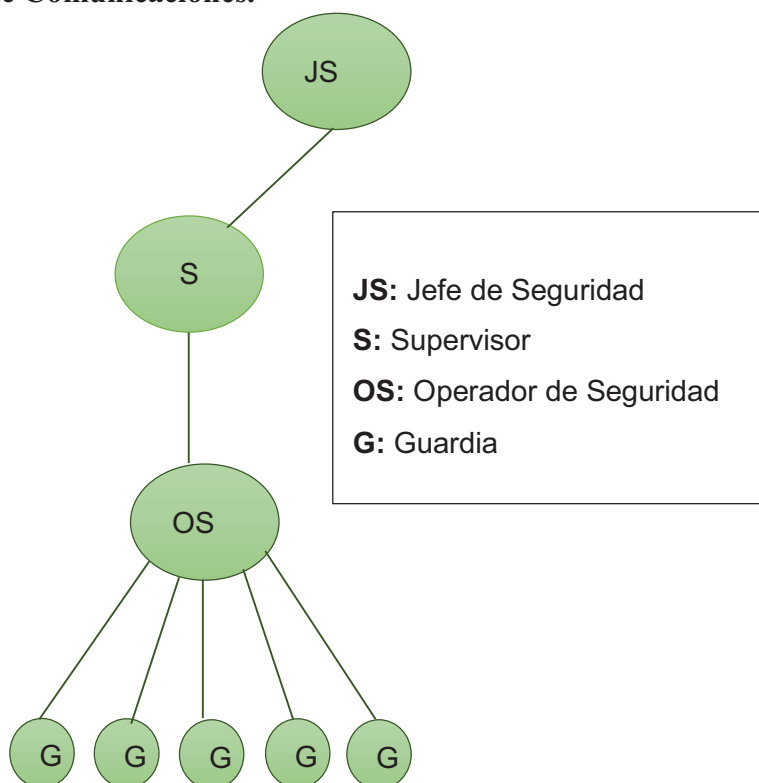 e Comunicaciones.
JS
S
JS: Jefe de Seguridad
S: Supervisor
OS: Operador de Seguridad
G: Guardia
OS
G G G G G